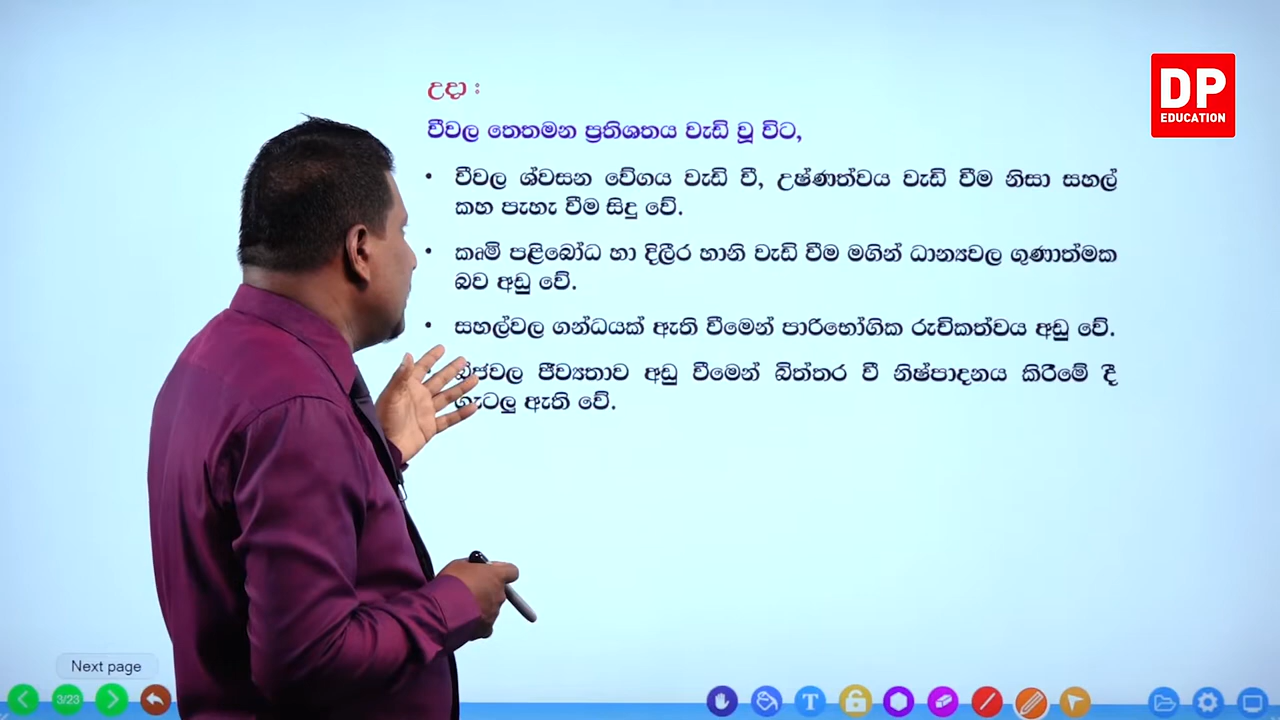 DP
EDUCATION
උදා :
වීවල තෙතමන ප්‍රතිශතය වැඩි වූ විට,
• වීවල ශ්වසන වේගය වැඩි වී, උෂ්ණත්වය වැඩි වීම නිසා සහල්
කහ පැහැ වීම සිදු වේ.
• කෘමි පළිබෝධ හා දිලීර හානි වැඩි වීම මගින් ධාන්‍යවල ගුණාත්මක
බව අඩු වේ.
• සහල්වල ගන්ධයක් ඇති වීමෙන් පාරිභෝගික රුචිකත්වය අඩු වේ.
ජීව්‍යතාව අඩු වීමෙන් බිත්තර වී නිෂ්පාදනය කිරීමේ දී
ඇති වේ.
Next page
3/23
T